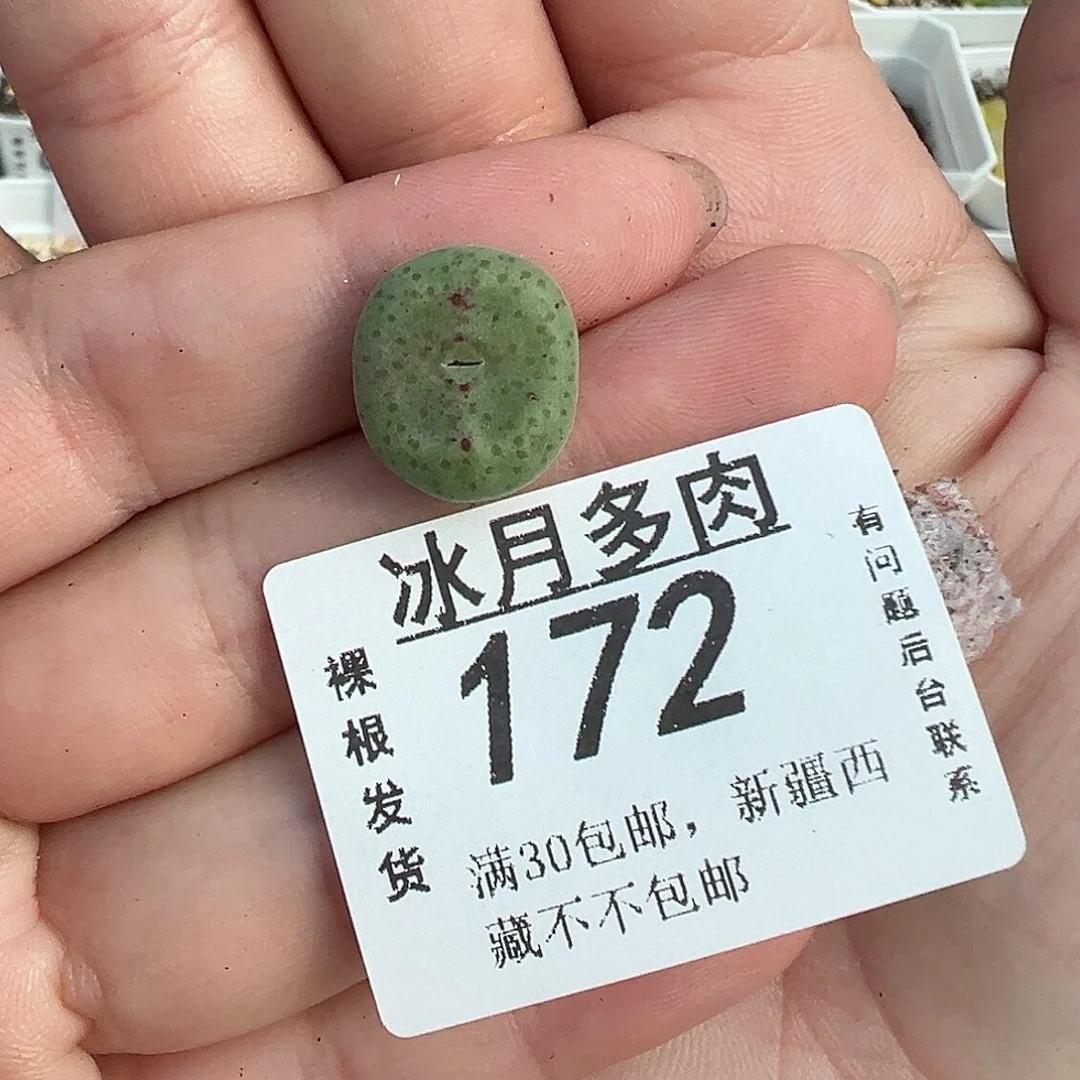 冰月多肉
172
裸根发货
有问题后台联系
满30包邮，新疆西
藏不不包邮